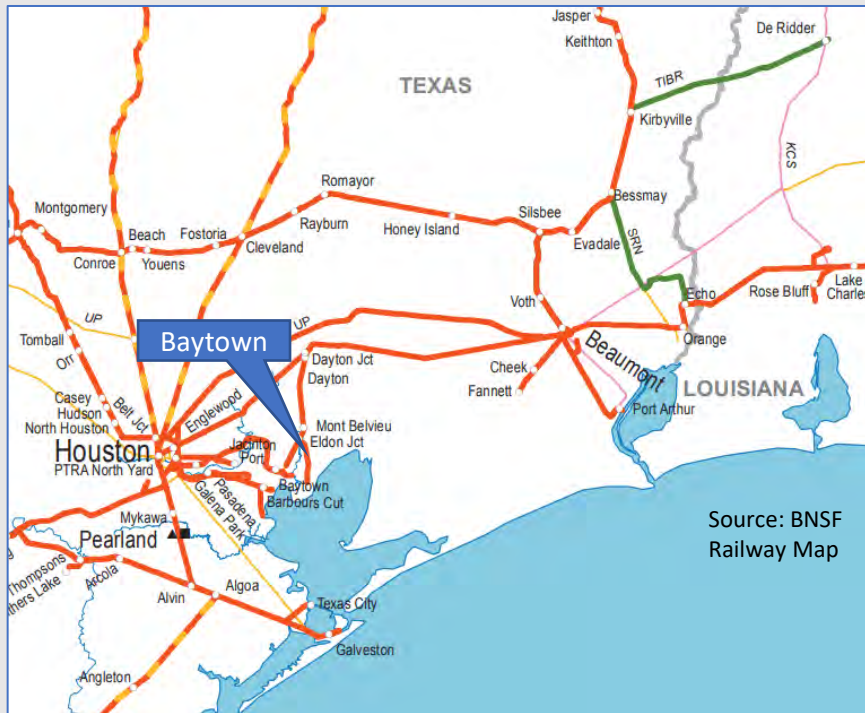 Jasper
Keithton
De Ridder
TEXAS
TIBR
Kirbyville
KCS
Romayor
Bessmay
Montgomery
Rayburn
Silsbee
Beach
Fostoria
Honey Island
Conroe
Youens
Cleveland
Evadale
SRN
Echo
Rose Bluff
Lake
Charles
Voth
UP
UP
Orange
Tomball
Baytown
Dayton Jct
Beaumont
Orr
Dayton
Cheek
Fannett
LOUISIANA
Casey
Belt Jct
Englewood
Hudson
North Houston
Mont Belvieu
Port Arthur
Eldon Jct
Houston
Jacinton
Port
PTRA North Yard
Baytown
Pasadena
Barbours Cut
Galena Park
Mykawa
Source: BNSF
Railway Map
Pearland
Thompsons
thers Lake
Arcola
Alvin
Algoa
Texas City
Galveston
Angleton